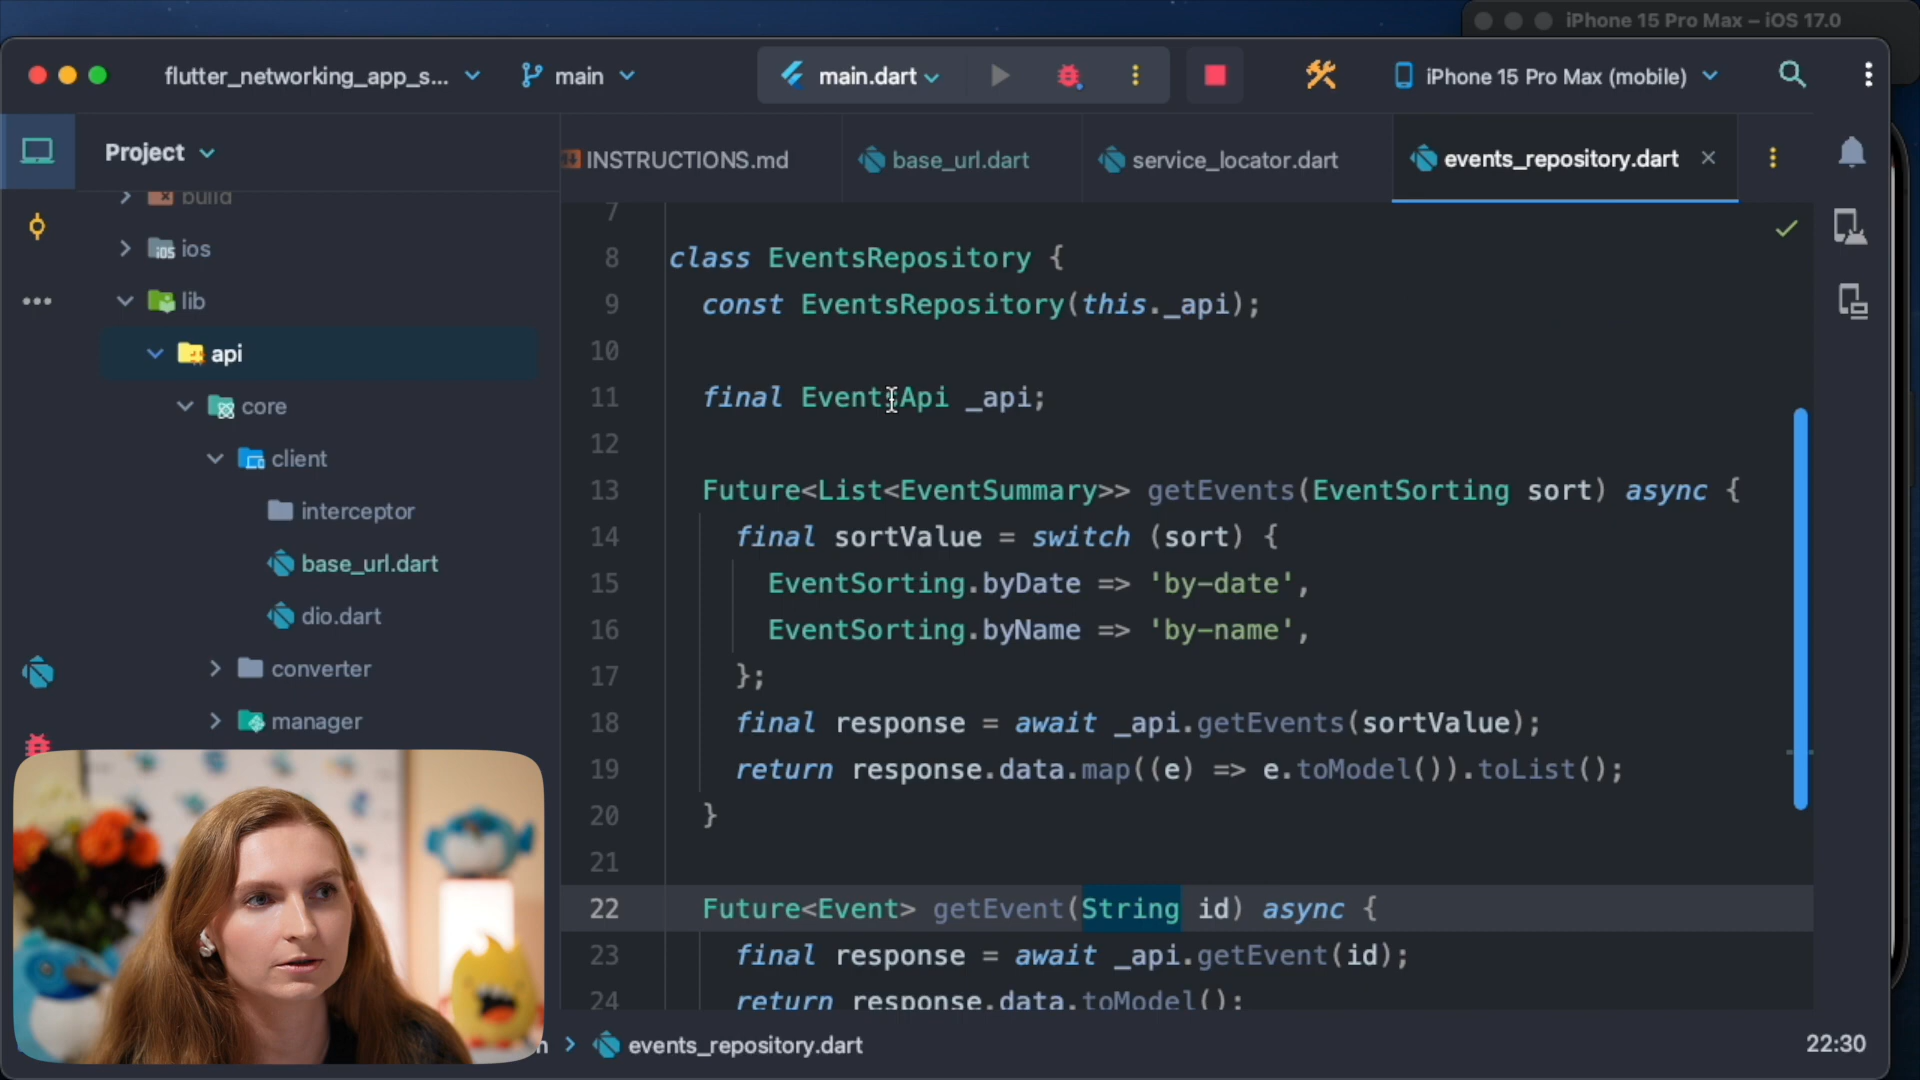 iPhone 15 Pro Max – iOS 17.0
flutter_networking_app_s...
main
main.dart
iPhone 15 Pro Max (mobile)
Project
INSTRUCTIONS.md
base_url.dart
service_locator.dart
events_repository.dart
build
ios
lib
api
core
client
interceptor
base_url.dart
dio.dart
converter
manager
7
8 class EventsRepository {
9 const EventsRepository(this._api);
10
11 final EventsApi _api;
12
13 Future<List<EventSummary>> getEvents(EventSorting sort) async {
14 final sortValue = switch (sort) {
15 EventSorting.byDate => 'by-date',
16 EventSorting.byName => 'by-name',
17 };
18 final response = await _api.getEvents(sortValue);
19 return response.data.map((e) => e.toModel()).toList();
20 }
21
22 Future<Event> getEvent(String id) async {
23 final response = await _api.getEvent(id);
24 return response.data.toModel();
events_repository.dart
22:30